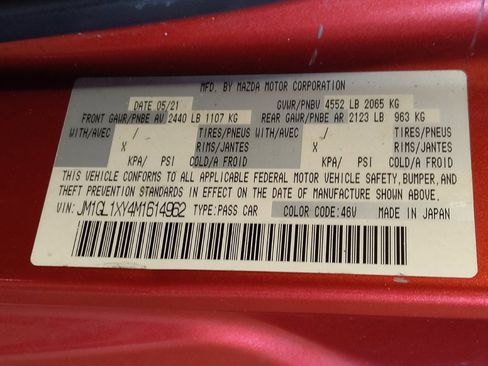 MFD. BY MAZDA MOTOR CORPORATION
DATE 05/21 GVWR/PNBV 4552 LB 2065 KG
FRONT GAWR/PNBE AV 2440 LB 1107 KG REAR GAWR/PNBE AR 2123 LB 963 KG
WITH/AVEC / TIRES/PNEUS WITH/AVEC / TIRES/PNEUS
X RIMS/JANTES X RIMS/JANTES
KPA/ PSI COLD/A FROID KPA/ PSI COLD/A FROID
THIS VEHICLE CONFORMS TO ALL APPLICABLE FEDERAL MOTOR VEHICLE SAFETY, BUMPER, AND
THEFT PREVENTION STANDARDS IN EFFECT ON THE DATE OF MANUFACTURE SHOWN ABOVE.
VIN: JM1GL1XY4M1614962 TYPE:PASS CAR COLOR CODE:46V MADE IN JAPAN